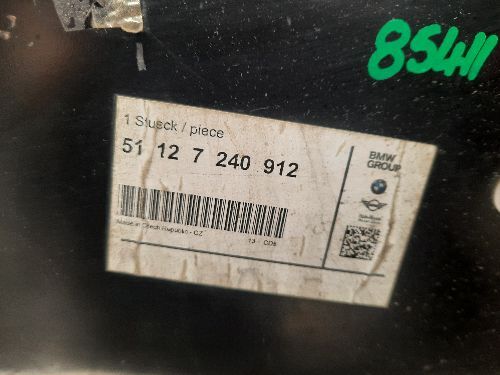 85411
1 Stueck / piece
51 12 7 240 912
BMW
GROUP
Made in Czech Republic - CZ